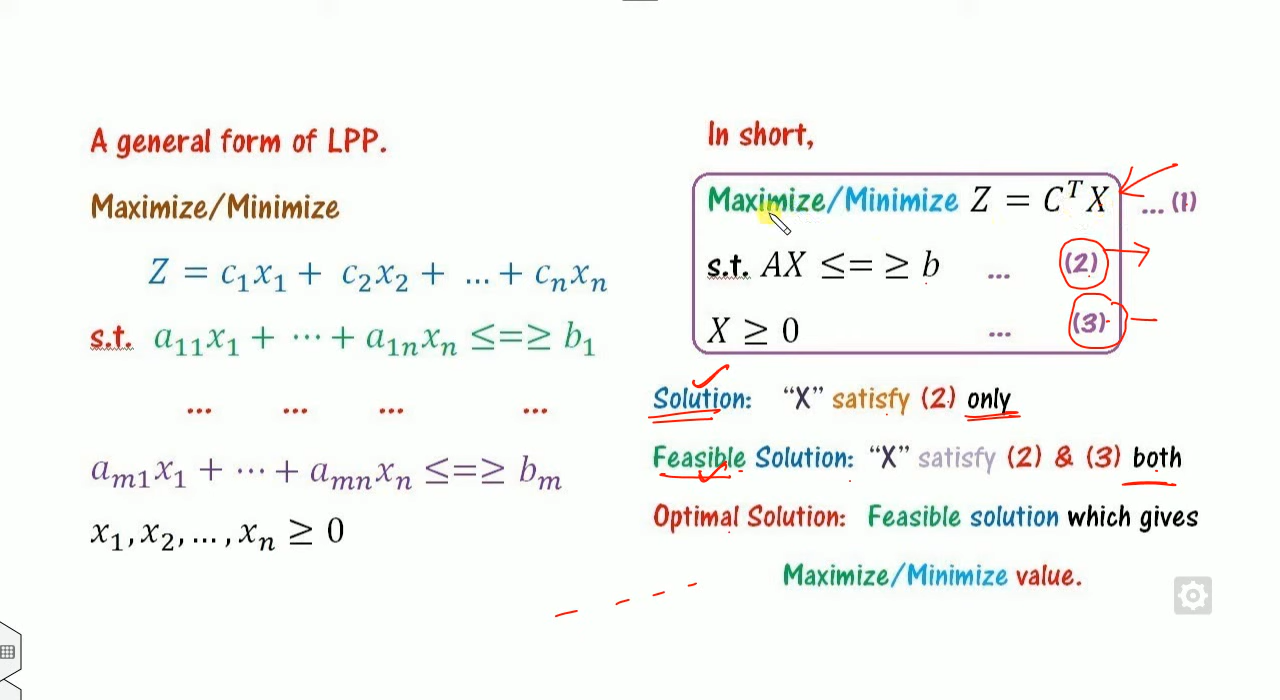 A general form of LPP.
Maximize/Minimize
Z = c₁x₁ + c₂x₂ + ... + cₙxₙ
s.t. a₁₁x₁ + ⋯ + a₁ₙxₙ ≤=≥ b₁
... ... ... ...
aₘ₁x₁ + ⋯ + aₘₙxₙ ≤=≥ bₘ
x₁, x₂, ... , xₙ ≥ 0
In short,
Maximize/Minimize Z = CᵀX ... (1)
s.t. AX ≤=≥ b ... (2)
X ≥ 0 ... (3)
Solution: “X” satisfy (2) only
Feasible Solution: “X” satisfy (2) & (3) both
Optimal Solution: Feasible solution which gives
Maximize/Minimize value.